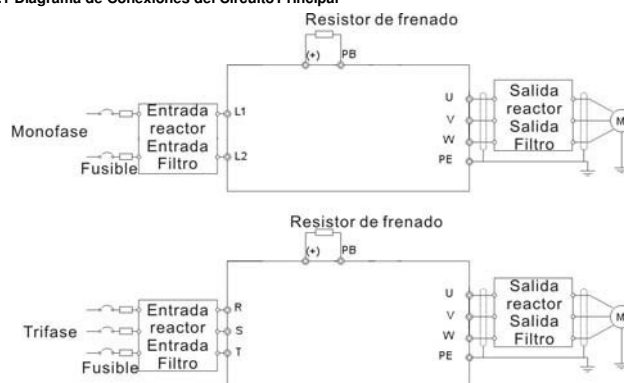 Diagrama de Conexiones del Circuito Principal
Resistor de frenado
(+) PB
Monofase
Fusible
Entrada
reactor
Entrada
Filtro
L1
L2
U
V
W
PE
Salida
reactor
Salida
Filtro
M
Resistor de frenado
(+) PB
Trifase
Fusible
Entrada
reactor
Entrada
Filtro
R
S
T
U
V
W
PE
Salida
reactor
Salida
Filtro
M